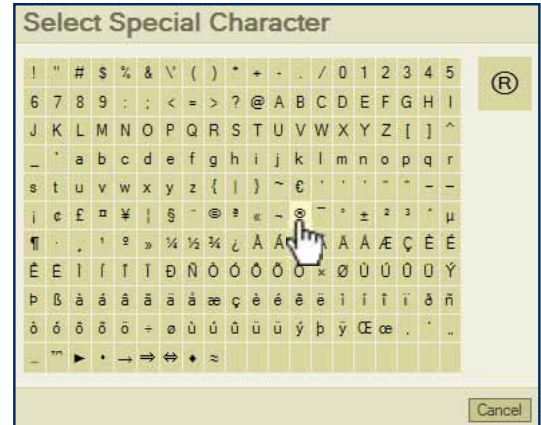 Select Special Character
! " # $ % & \' ( ) * + - . / 0 1 2 3 4 5
®
6 7 8 9 : ; < = > ? @ A B C D E F G H I
J K L M N O P Q R S T U V W X Y Z [ ] ^
_ ` a b c d e f g h i j k l m n o p q r
s t u v w x y z { | } ~ €
¡ ¢ £ ¤ ¥ ¦ § © ª « ¬ ® ¯ ° ± ² ³ ´ µ
¶ · ¸ ¹ º » ¼ ½ ¾ ¿ À Á Ä Å Æ Ç È É
Ê Ë Ì Í Î Ï Ð Ñ Ò Ó Ô Õ Ö × Ø Ù Ú Û Ü Ý
Þ ß à á â ã ä å æ ç è é ê ë ì í î ï ð ñ
ò ó ô õ ö ÷ ø ù ú û ü ü ý þ ÿ Œ œ
™ ► • → ⇒ ⇔ ♦ ≈
Cancel